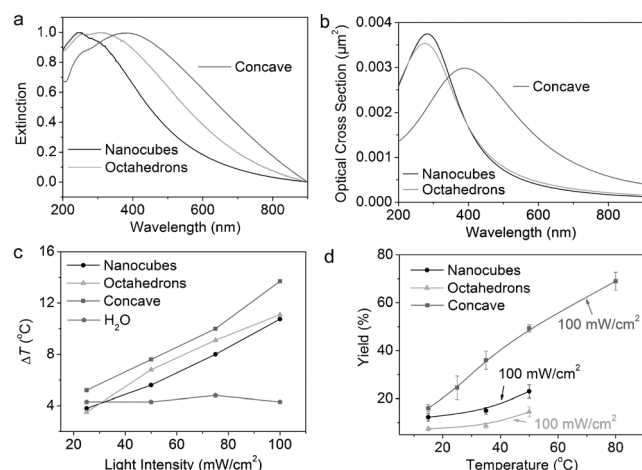 a
Extinction
1.0
0.8
0.6
0.4
0.2
0.0
Concave
Nanocubes
Octahedrons
200
400
600
800
Wavelength (nm)
b
Optical Cross Section (μm²)
0.004
0.003
0.002
0.001
0.000
Concave
Nanocubes
Octahedrons
200
400
600
800
Wavelength (nm)
c
ΔT (°C)
16
12
8
4
Nanocubes
Octahedrons
Concave
H₂O
20
40
60
80
100
Light Intensity (mW/cm²)
d
Yield (%)
80
60
40
20
Nanocubes
Octahedrons
Concave
100 mW/cm²
100 mW/cm²
100 mW/cm²
20
40
60
80
Temperature (°C)